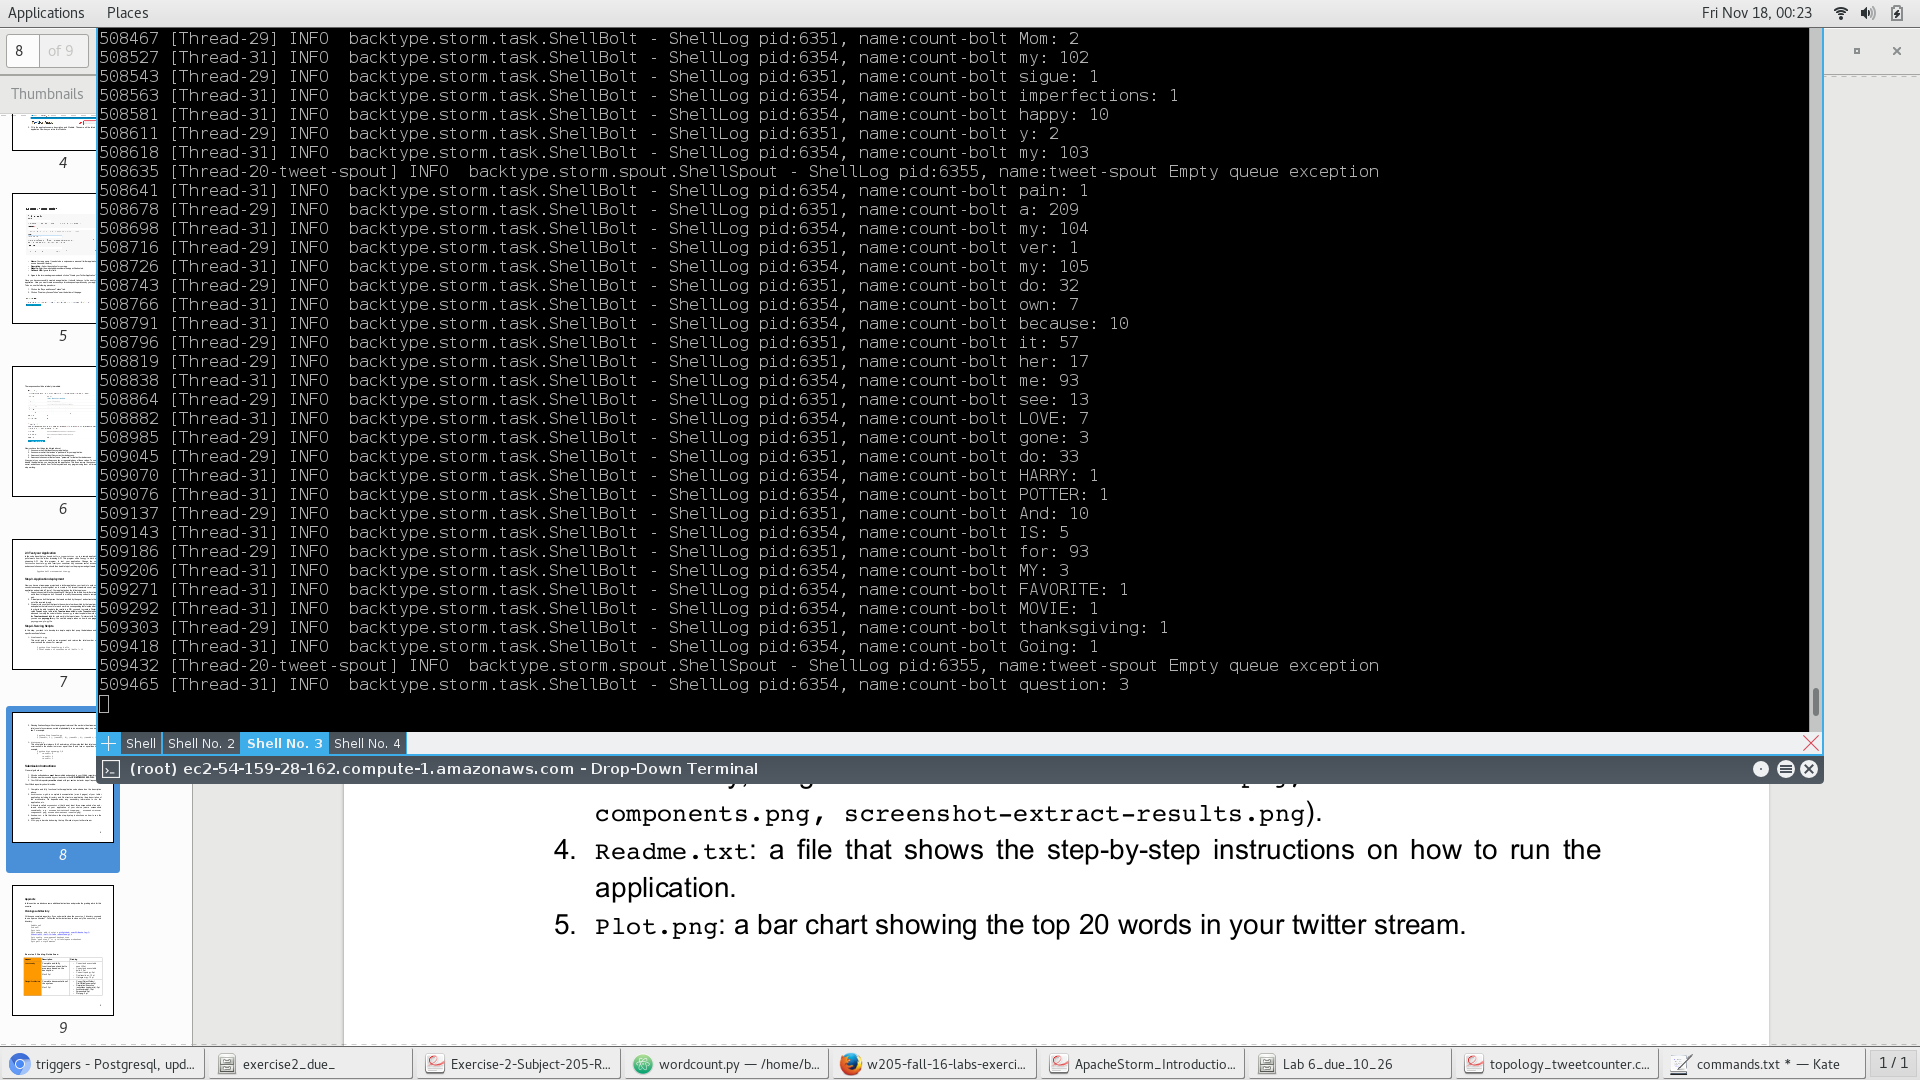 Applications Places Fri Nov 18, 00:23
8 of 9
Thumbnails
4
5
6
7
8
9
508467 [Thread-29] INFO  backtype.storm.task.ShellBolt - ShellLog pid:6351, name:count-bolt Mom: 2
508527 [Thread-31] INFO  backtype.storm.task.ShellBolt - ShellLog pid:6354, name:count-bolt my: 102
508543 [Thread-29] INFO  backtype.storm.task.ShellBolt - ShellLog pid:6351, name:count-bolt sigue: 1
508563 [Thread-31] INFO  backtype.storm.task.ShellBolt - ShellLog pid:6354, name:count-bolt imperfections: 1
508581 [Thread-31] INFO  backtype.storm.task.ShellBolt - ShellLog pid:6354, name:count-bolt happy: 10
508611 [Thread-29] INFO  backtype.storm.task.ShellBolt - ShellLog pid:6351, name:count-bolt y: 2
508618 [Thread-31] INFO  backtype.storm.task.ShellBolt - ShellLog pid:6354, name:count-bolt my: 103
508635 [Thread-20-tweet-spout] INFO  backtype.storm.spout.ShellSpout - ShellLog pid:6355, name:tweet-spout Empty queue exception
508641 [Thread-31] INFO  backtype.storm.task.ShellBolt - ShellLog pid:6354, name:count-bolt pain: 1
508678 [Thread-29] INFO  backtype.storm.task.ShellBolt - ShellLog pid:6351, name:count-bolt a: 209
508698 [Thread-31] INFO  backtype.storm.task.ShellBolt - ShellLog pid:6354, name:count-bolt my: 104
508716 [Thread-29] INFO  backtype.storm.task.ShellBolt - ShellLog pid:6351, name:count-bolt ver: 1
508726 [Thread-31] INFO  backtype.storm.task.ShellBolt - ShellLog pid:6354, name:count-bolt my: 105
508743 [Thread-29] INFO  backtype.storm.task.ShellBolt - ShellLog pid:6351, name:count-bolt do: 32
508766 [Thread-31] INFO  backtype.storm.task.ShellBolt - ShellLog pid:6354, name:count-bolt own: 7
508791 [Thread-31] INFO  backtype.storm.task.ShellBolt - ShellLog pid:6354, name:count-bolt because: 10
508796 [Thread-29] INFO  backtype.storm.task.ShellBolt - ShellLog pid:6351, name:count-bolt it: 57
508819 [Thread-29] INFO  backtype.storm.task.ShellBolt - ShellLog pid:6351, name:count-bolt her: 17
508838 [Thread-31] INFO  backtype.storm.task.ShellBolt - ShellLog pid:6354, name:count-bolt me: 93
508864 [Thread-29] INFO  backtype.storm.task.ShellBolt - ShellLog pid:6351, name:count-bolt see: 13
508882 [Thread-31] INFO  backtype.storm.task.ShellBolt - ShellLog pid:6354, name:count-bolt LOVE: 7
508985 [Thread-29] INFO  backtype.storm.task.ShellBolt - ShellLog pid:6351, name:count-bolt gone: 3
509045 [Thread-29] INFO  backtype.storm.task.ShellBolt - ShellLog pid:6351, name:count-bolt do: 33
509070 [Thread-31] INFO  backtype.storm.task.ShellBolt - ShellLog pid:6354, name:count-bolt HARRY: 1
509076 [Thread-31] INFO  backtype.storm.task.ShellBolt - ShellLog pid:6354, name:count-bolt POTTER: 1
509137 [Thread-29] INFO  backtype.storm.task.ShellBolt - ShellLog pid:6351, name:count-bolt And: 10
509143 [Thread-31] INFO  backtype.storm.task.ShellBolt - ShellLog pid:6354, name:count-bolt IS: 5
509186 [Thread-29] INFO  backtype.storm.task.ShellBolt - ShellLog pid:6351, name:count-bolt for: 93
509206 [Thread-31] INFO  backtype.storm.task.ShellBolt - ShellLog pid:6354, name:count-bolt MY: 3
509271 [Thread-31] INFO  backtype.storm.task.ShellBolt - ShellLog pid:6354, name:count-bolt FAVORITE: 1
509292 [Thread-31] INFO  backtype.storm.task.ShellBolt - ShellLog pid:6354, name:count-bolt MOVIE: 1
509303 [Thread-29] INFO  backtype.storm.task.ShellBolt - ShellLog pid:6351, name:count-bolt thanksgiving: 1
509418 [Thread-31] INFO  backtype.storm.task.ShellBolt - ShellLog pid:6354, name:count-bolt Going: 1
509432 [Thread-20-tweet-spout] INFO  backtype.storm.spout.ShellSpout - ShellLog pid:6355, name:tweet-spout Empty queue exception
509465 [Thread-31] INFO  backtype.storm.task.ShellBolt - ShellLog pid:6354, name:count-bolt question: 3
Shell Shell No. 2 Shell No. 3 Shell No. 4
(root) ec2-54-159-28-162.compute-1.amazonaws.com - Drop-Down Terminal
components.png, screenshot-extract-results.png).
4. Readme.txt: a file that shows the step-by-step instructions on how to run the
application.
5. Plot.png: a bar chart showing the top 20 words in your twitter stream.
triggers - Postgresql, upd... exercise2_due_ Exercise-2-Subject-205-R... wordcount.py — /home/b... w205-fall-16-labs-exerci... ApacheStorm_Introductio... Lab 6_due_10_26 topology_tweetcounter.c... commands.txt * — Kate 1 / 1